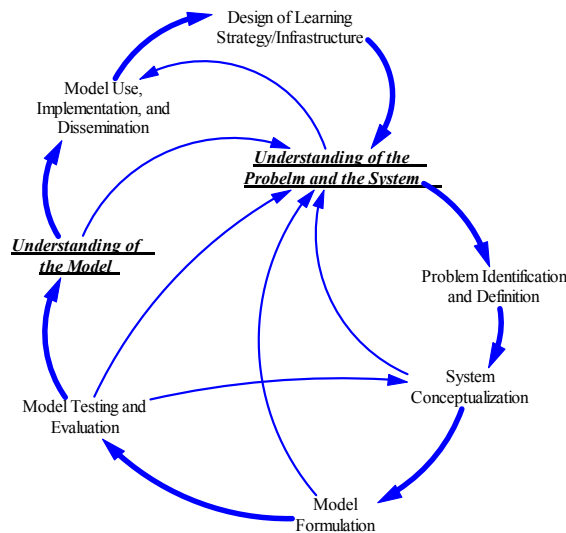 Design of Learning
Strategy/Infrastructure
Model Use,
Implementation, and
Dissemination
Understanding of the
Probelm and the System
Understanding of
the Model
Problem Identification
and Definition
System
Conceptualization
Model Testing and
Evaluation
Model
Formulation